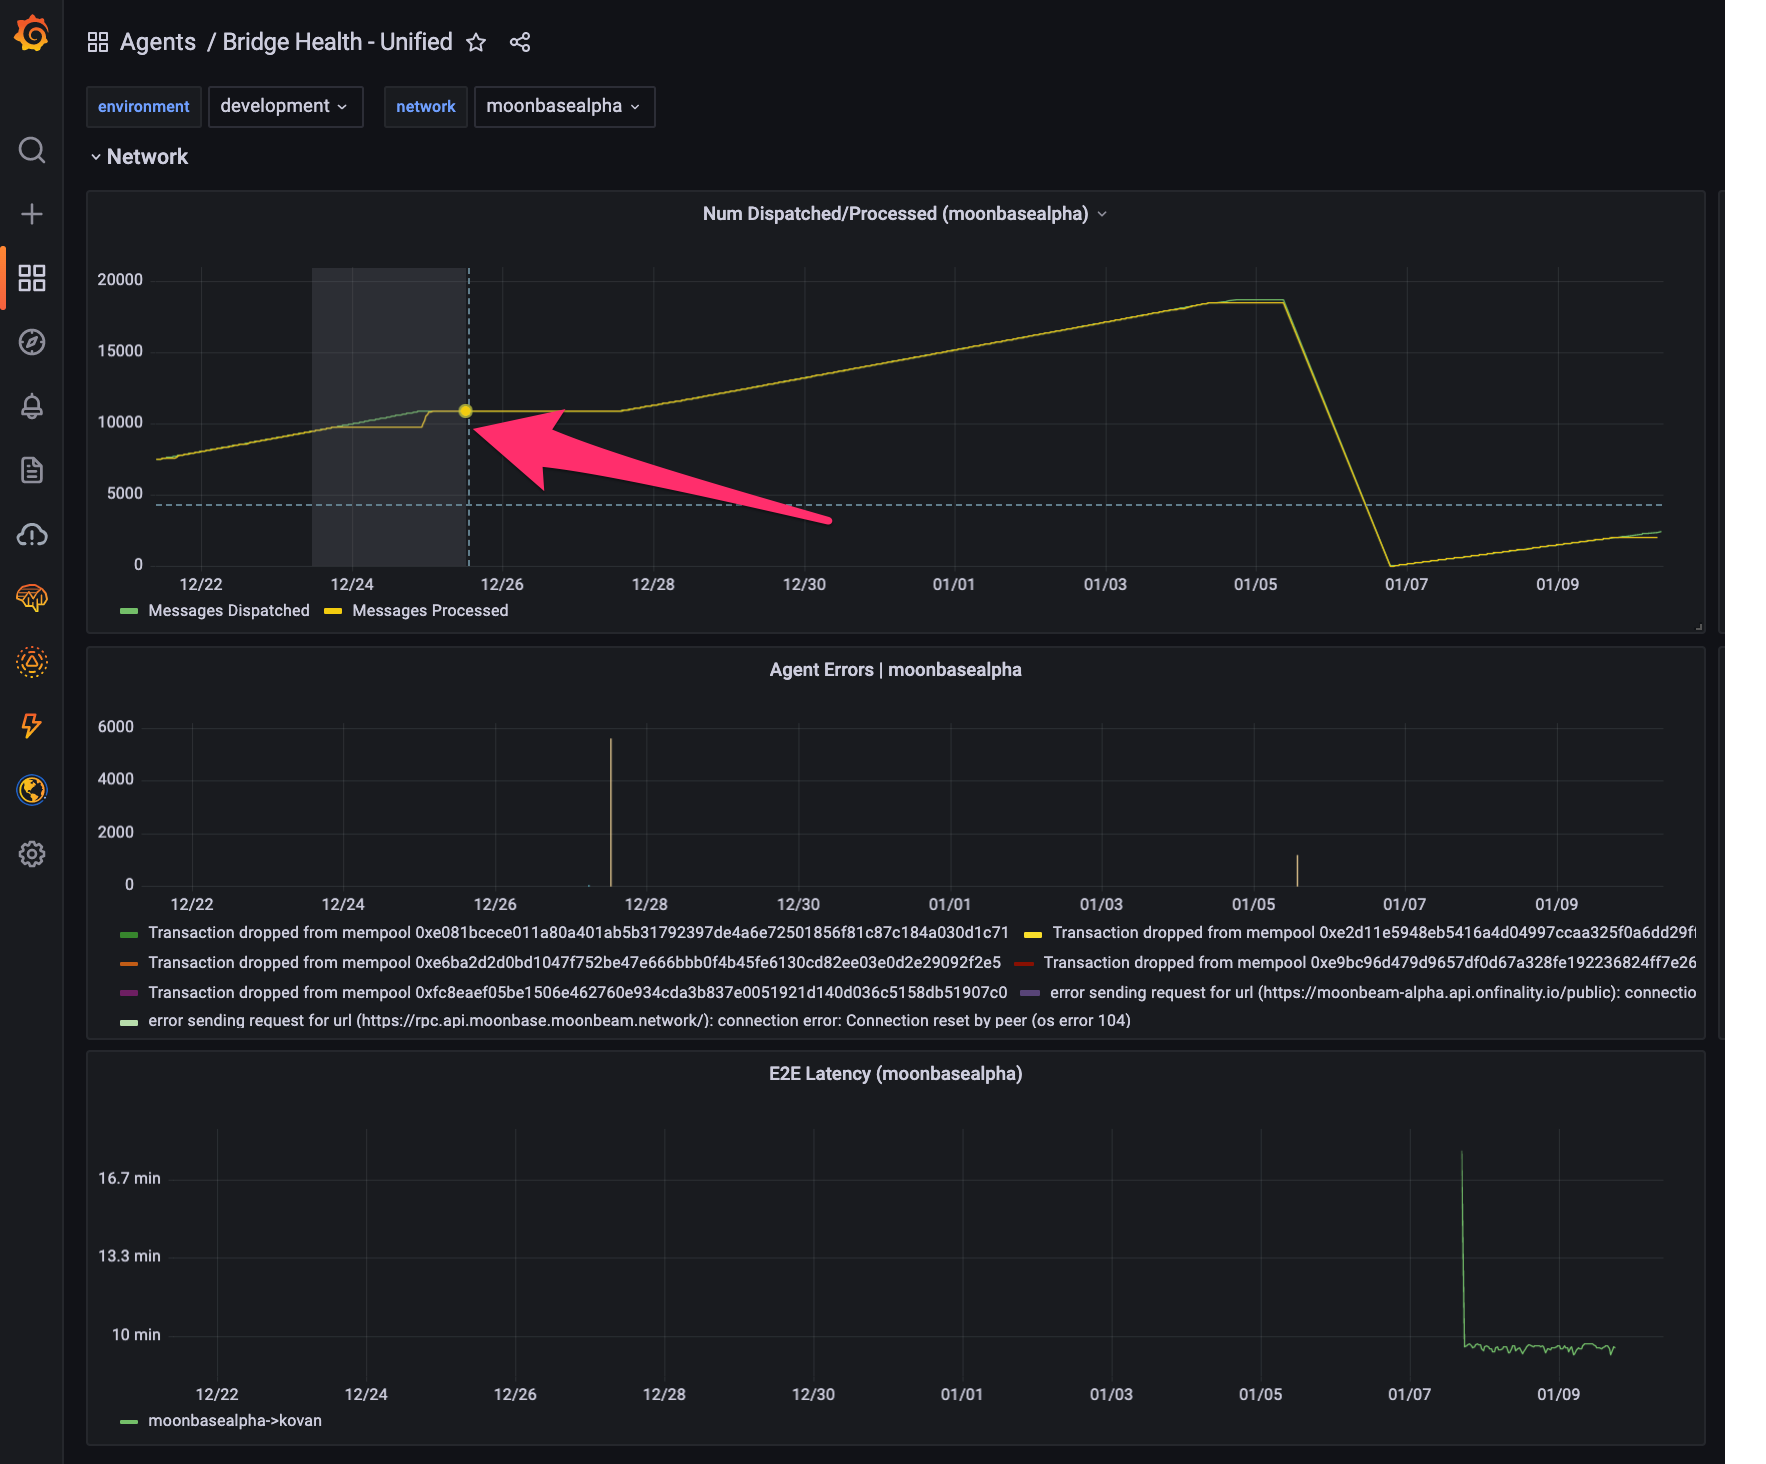 Agents / Bridge Health - Unified
environment development network moonbasealpha
Network
Num Dispatched/Processed (moonbasealpha)
20000
15000
10000
5000
0
12/22 12/24 12/26 12/28 12/30 01/01 01/03 01/05 01/07 01/09
Messages Dispatched Messages Processed
Agent Errors | moonbasealpha
6000
4000
2000
0
12/22 12/24 12/26 12/28 12/30 01/01 01/03 01/05 01/07 01/09
Transaction dropped from mempool 0xe081bcece011a80a401ab5b31792397de4a6e72501856f81c87c184a030d1c71 Transaction dropped from mempool 0xe2d11e5948eb5416a4d04997ccaa325f0a6dd29ff
Transaction dropped from mempool 0xe6ba2d2d0bd1047f752be47e666bbb0f4b45fe6130cd82ee03e0d2e29092f2e5 Transaction dropped from mempool 0xe9bc96d479d9657df0d67a328fe192236824ff7e26
Transaction dropped from mempool 0xfc8eaef05be1506e462760e934cda3b837e0051921d140d036c5158db51907c0 error sending request for url (https://moonbeam-alpha.api.onfinality.io/public): connectio
error sending request for url (https://rpc.api.moonbase.moonbeam.network/): connection error: Connection reset by peer (os error 104)
E2E Latency (moonbasealpha)
16.7 min
13.3 min
10 min
12/22 12/24 12/26 12/28 12/30 01/01 01/03 01/05 01/07 01/09
moonbasealpha->kovan